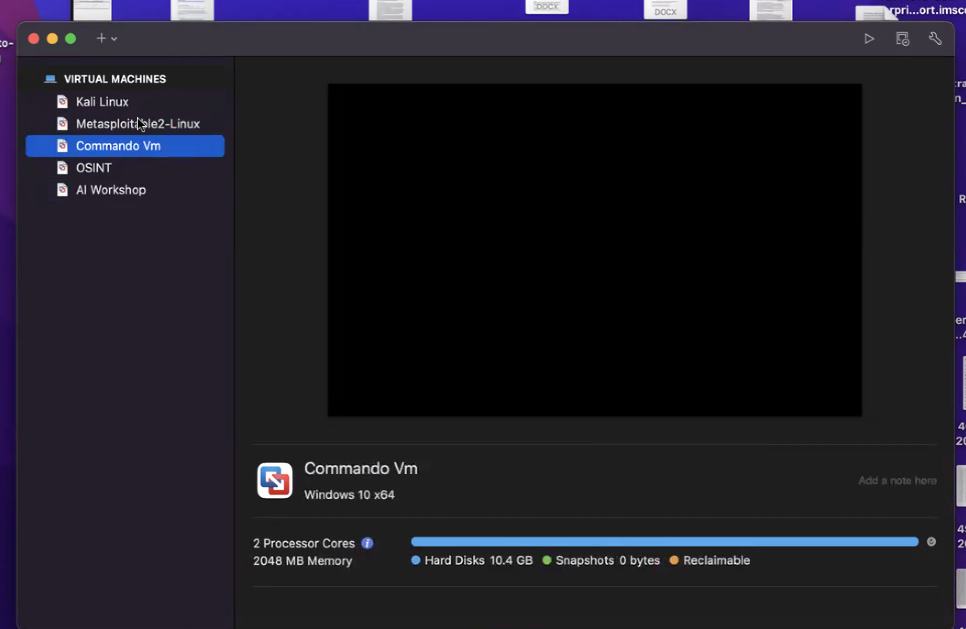 DOCX
DOCX
rpri...ort.imsc
VIRTUAL MACHINES
Kali Linux
Metasploitable2-Linux
Commando Vm
OSINT
AI Workshop
Commando Vm
Windows 10 x64
Add a note here
2 Processor Cores
2048 MB Memory
Hard Disks 10.4 GB
Snapshots 0 bytes
Reclaimable